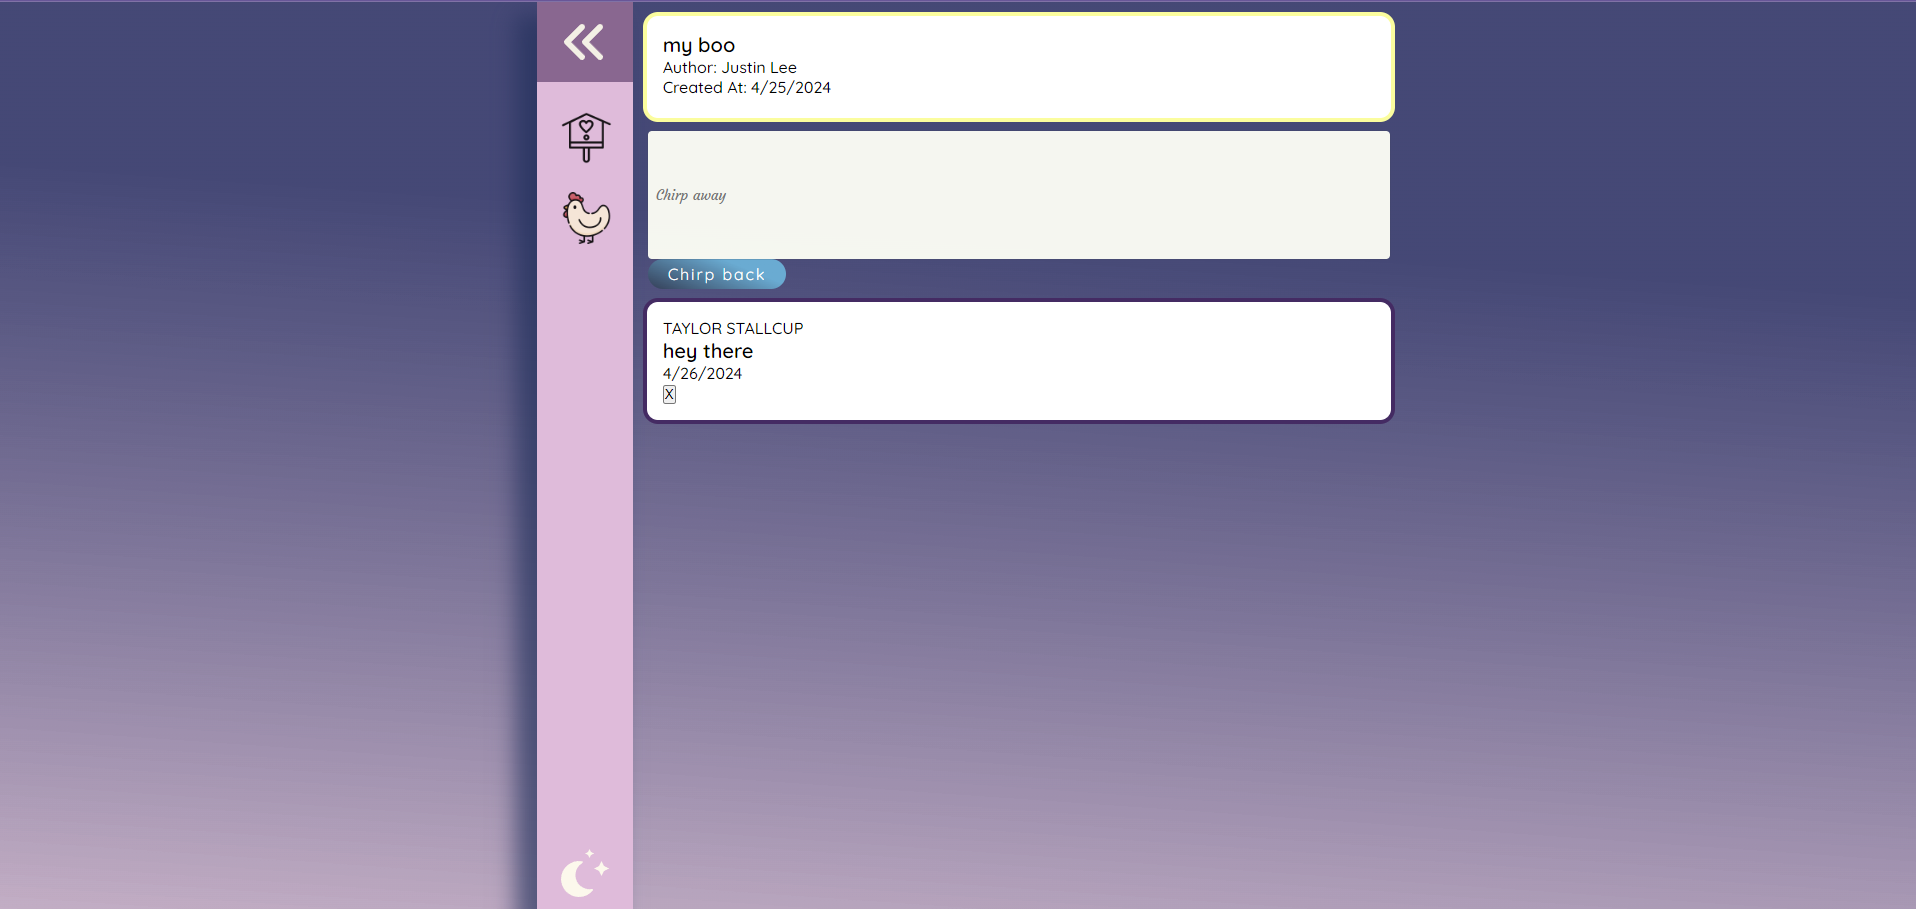 my boo
Author: Justin Lee
Created At: 4/25/2024
Chirp away
Chirp back
TAYLOR STALLCUP
hey there
4/26/2024
X